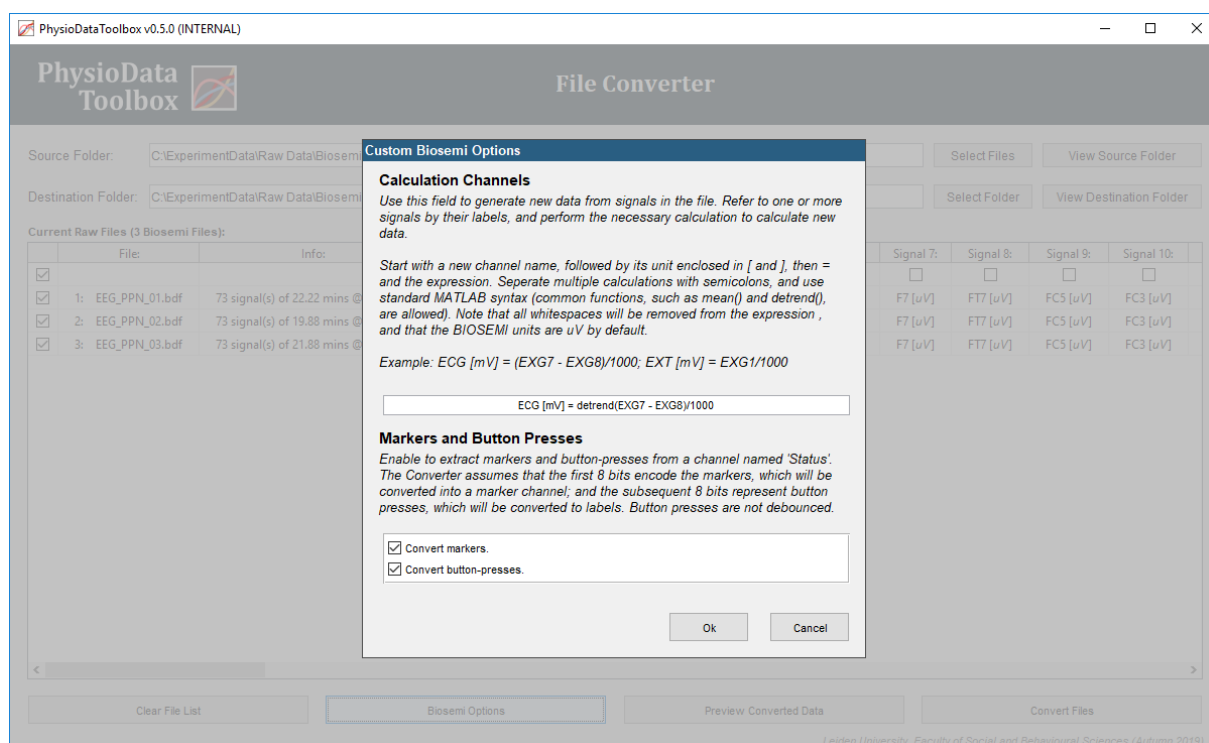 PhysioDataToolbox v0.5.0 (INTERNAL)
PhysioData
Toolbox
File Converter
Source Folder: C:\ExperimentData\Raw Data\Biosemi Select Files View Source Folder
Destination Folder: C:\ExperimentData\Raw Data\Biosemi Select Folder View Destination Folder
Current Raw Files (3 Biosemi Files):
File: Info: Signal 7: Signal 8: Signal 9: Signal 10:
1: EEG_PPN_01.bdf 73 signal(s) of 22.22 mins @ F7 [uV] FT7 [uV] FC5 [uV] FC3 [uV]
2: EEG_PPN_02.bdf 73 signal(s) of 19.88 mins @ F7 [uV] FT7 [uV] FC5 [uV] FC3 [uV]
3: EEG_PPN_03.bdf 73 signal(s) of 21.88 mins @ F7 [uV] FT7 [uV] FC5 [uV] FC3 [uV]
Custom Biosemi Options
Calculation Channels
Use this field to generate new data from signals in the file. Refer to one or more
signals by their labels, and perform the necessary calculation to calculate new
data.
Start with a new channel name, followed by its unit enclosed in [ and ], then =
and the expression. Seperate multiple calculations with semicolons, and use
standard MATLAB syntax (common functions, such as mean() and detrend(),
are allowed). Note that all whitespaces will be removed from the expression ,
and that the BIOSEMI units are uV by default.
Example: ECG [mV] = (EXG7 - EXG8)/1000; EXT [mV] = EXG1/1000
ECG [mV] = detrend(EXG7 - EXG8)/1000
Markers and Button Presses
Enable to extract markers and button-presses from a channel named 'Status'.
The Converter assumes that the first 8 bits encode the markers, which will be
converted into a marker channel; and the subsequent 8 bits represent button
presses, which will be converted to labels. Button presses are not debounced.
Convert markers.
Convert button-presses.
Ok Cancel
Clear File List Biosemi Options Preview Converted Data Convert Files
Leiden University, Faculty of Social and Behavioural Sciences (Autumn 2019)